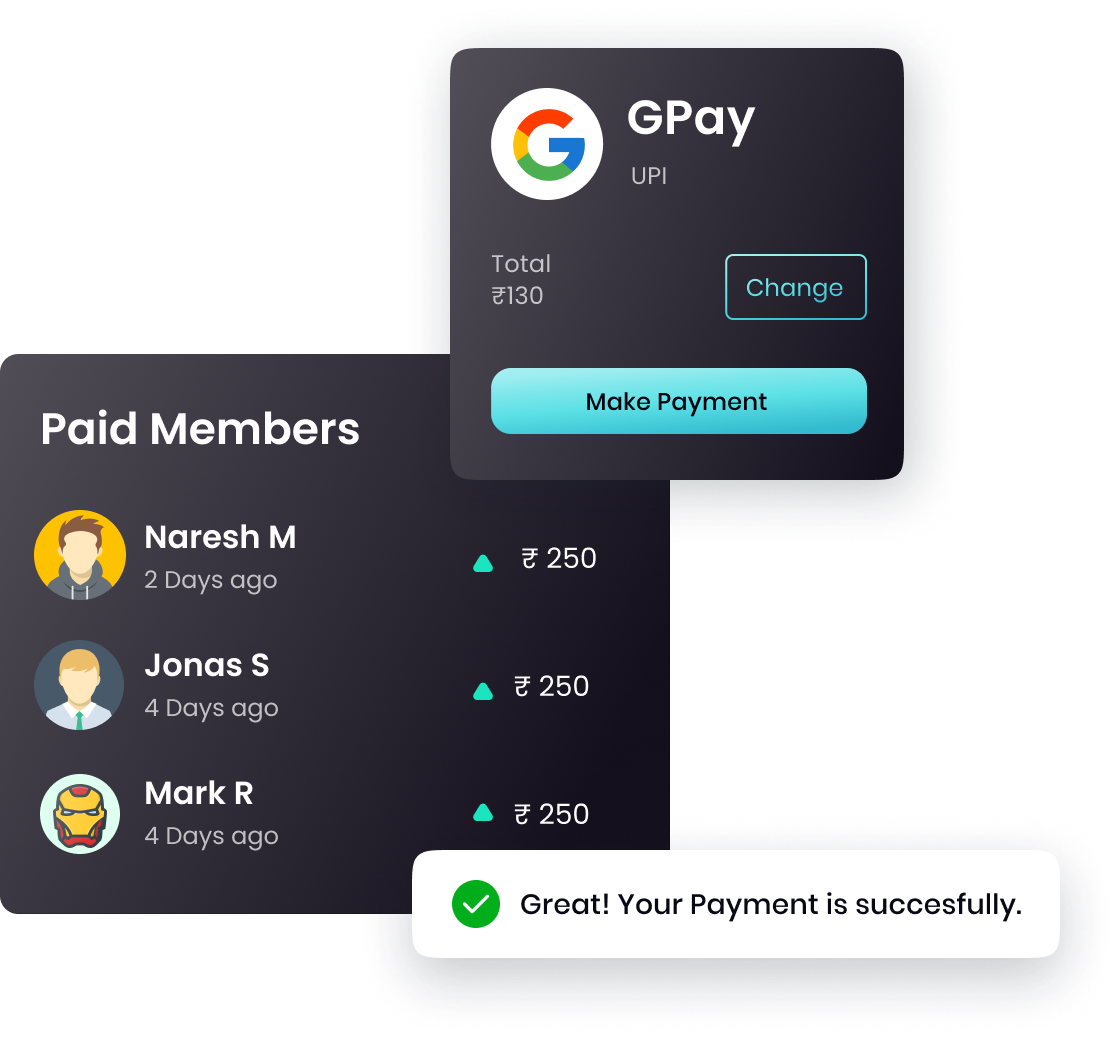 GPay
UPI
Total
₹130
Change
Make Payment
Paid Members
Naresh M
2 Days ago
₹ 250
Jonas S
4 Days ago
₹ 250
Mark R
4 Days ago
₹ 250
Great! Your Payment is succesfully.